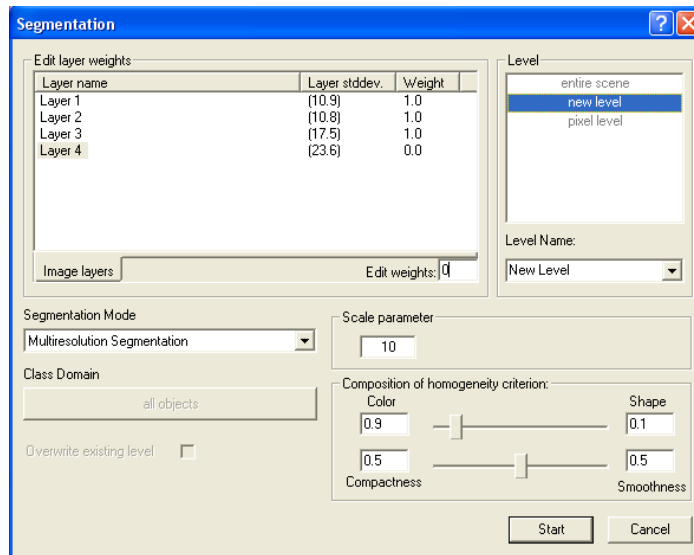 Segmentation
Edit layer weights
Layer name Layer stddev. Weight
Layer 1 (10.9) 1.0
Layer 2 (10.8) 1.0
Layer 3 (17.5) 1.0
Layer 4 (23.6) 0.0
Image layers Edit weights: 0
Level
entire scene
new level
pixel level
Level Name:
New Level
Segmentation Mode
Multiresolution Segmentation
Class Domain
all objects
Overwrite existing level
Scale parameter
10
Composition of homogeneity criterion:
Color Shape
0.9 0.1
0.5 0.5
Compactness Smoothness
Start Cancel